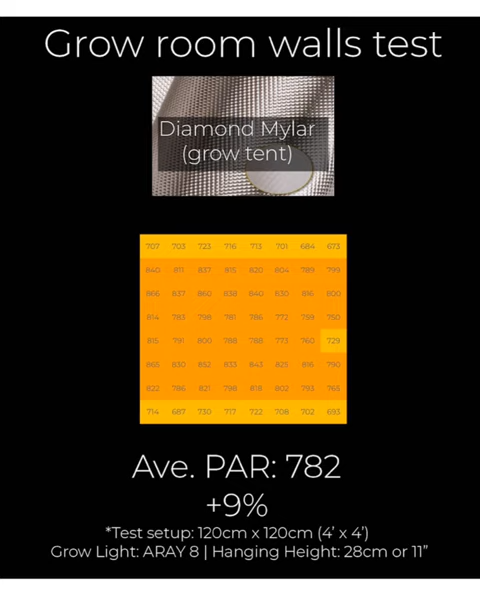 Grow room walls test
Diamond Mylar
(grow tent)
707 703 723 716 713 701 684 673
840 811 837 815 820 804 789 799
866 837 860 838 840 830 816 800
814 783 798 781 786 772 759 750
815 791 800 788 788 773 760 729
865 830 852 833 843 825 816 790
822 786 821 798 818 802 793 765
714 687 730 717 722 708 702 693
Ave. PAR: 782
+9%
*Test setup: 120cm x 120cm (4’ x 4’)
Grow Light: ARAY 8 | Hanging Height: 28cm or 11”